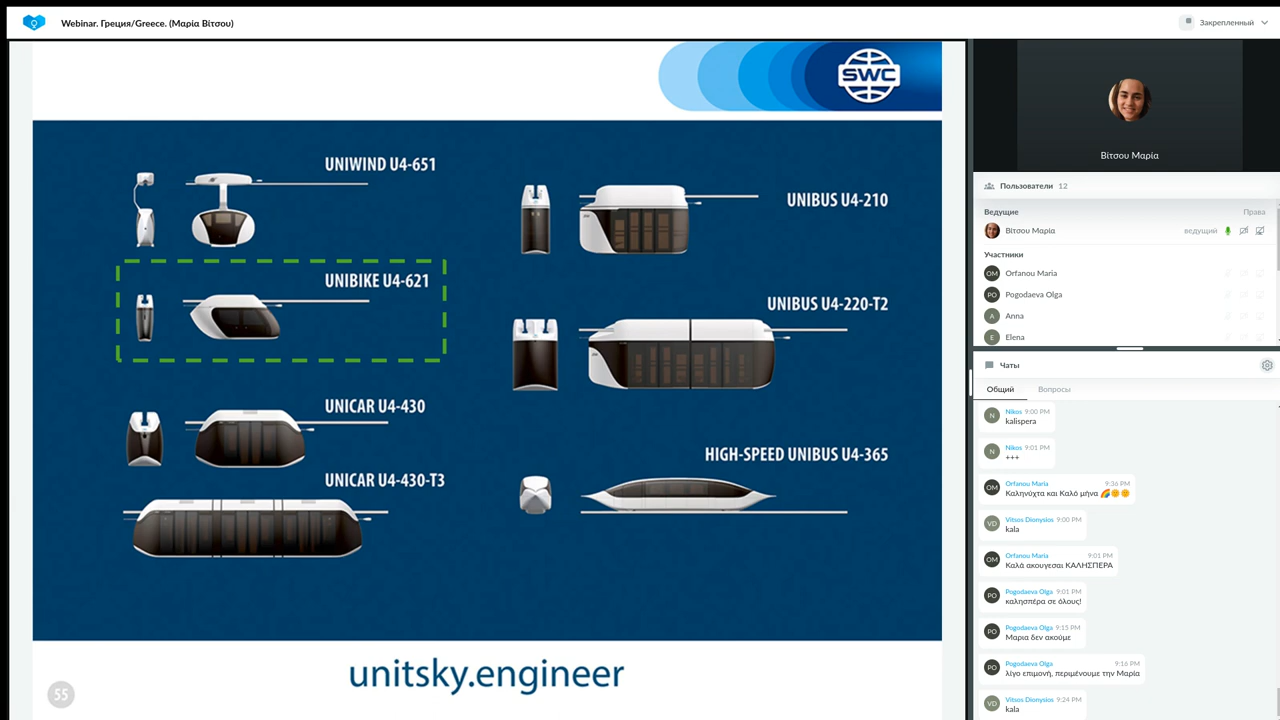 Webinar. Греция/Greece. (Μαρία Βίτσου)
Закрепленный
SWC
UNIWIND U4-651
UNIBIKE U4-621
UNICAR U4-430
UNICAR U4-430-T3
UNIBUS U4-210
UNIBUS U4-220-T2
HIGH-SPEED UNIBUS U4-365
unitsky.engineer
55
Βίτσου Μαρία
Пользователи 12
Ведущие Права
Βίτσου Μαρία ведущий
Участники
OM Orfanou Maria
PO Pogodaeva Olga
A Anna
E Elena
Чаты
Общий Вопросы
N Nikos 9:00 PM
kalispera
N Nikos 9:01 PM
+++
OM Orfanou Maria 9:36 PM
Καληνύχτα και Καλό μήνα 🌈🙂🙂
VD Vitsos Dionysios 9:00 PM
kala
OM Orfanou Maria 9:01 PM
Καλά ακουγεσαι ΚΑΛΗΣΠΕΡΑ
PO Pogodaeva Olga 9:01 PM
καλησπέρα σε όλους!
PO Pogodaeva Olga 9:15 PM
Μαρια δεν ακούμε
PO Pogodaeva Olga 9:16 PM
λίγο επιμονή, περιμένουμε την Μαρία
VD Vitsos Dionysios 9:24 PM
kala